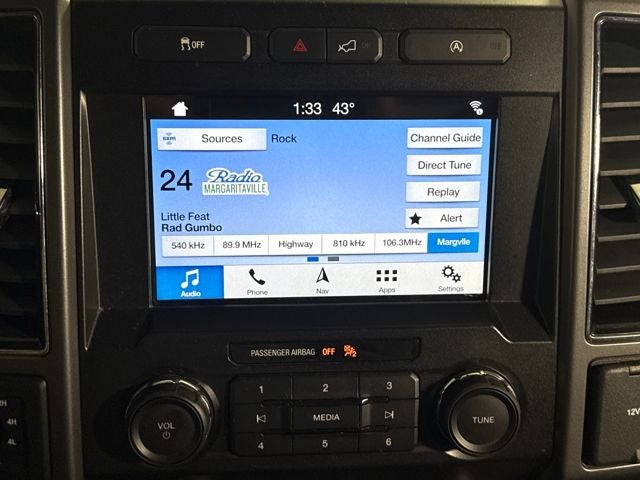 OFF
A
1:33 43°
SXM
Sources
Rock
Channel Guide
24
Radio
MARGARITAVILLE
Direct Tune
Replay
Little Feat
Rad Gumbo
Alert
540 kHz
89.9 MHz
Highway
810 kHz
106.3MHz
Margvlle
Audio
Phone
Nav
Apps
Settings
PASSENGER AIRBAG OFF
2
1
2
3
VOL
MEDIA
TUNE
4
5
6
4H
4L
12V